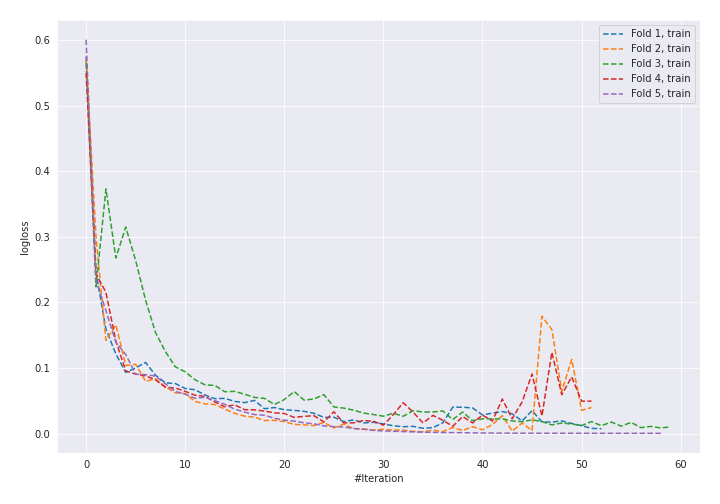 0.6
0.5
0.4
0.3
0.2
0.1
0.0
logloss
0
10
20
30
40
50
60
#Iteration
Fold 1, train
Fold 2, train
Fold 3, train
Fold 4, train
Fold 5, train